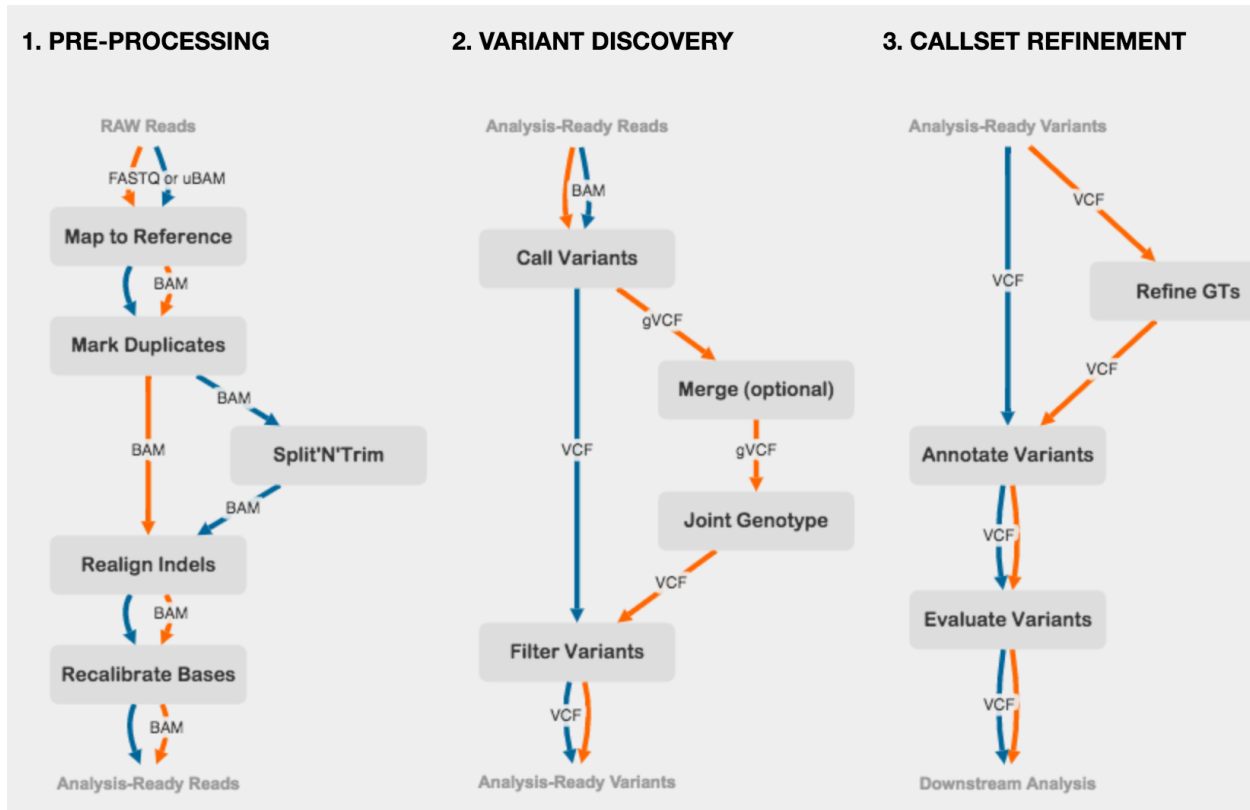 1. PRE-PROCESSING
RAW Reads
FASTQ or uBAM
Map to Reference
BAM
Mark Duplicates
BAM
BAM
Split'N'Trim
BAM
Realign Indels
BAM
Recalibrate Bases
BAM
Analysis-Ready Reads
2. VARIANT DISCOVERY
Analysis-Ready Reads
BAM
Call Variants
gVCF
Merge (optional)
VCF
gVCF
Joint Genotype
VCF
Filter Variants
VCF
Analysis-Ready Variants
3. CALLSET REFINEMENT
Analysis-Ready Variants
VCF
VCF
Refine GTs
VCF
Annotate Variants
VCF
Evaluate Variants
VCF
Downstream Analysis